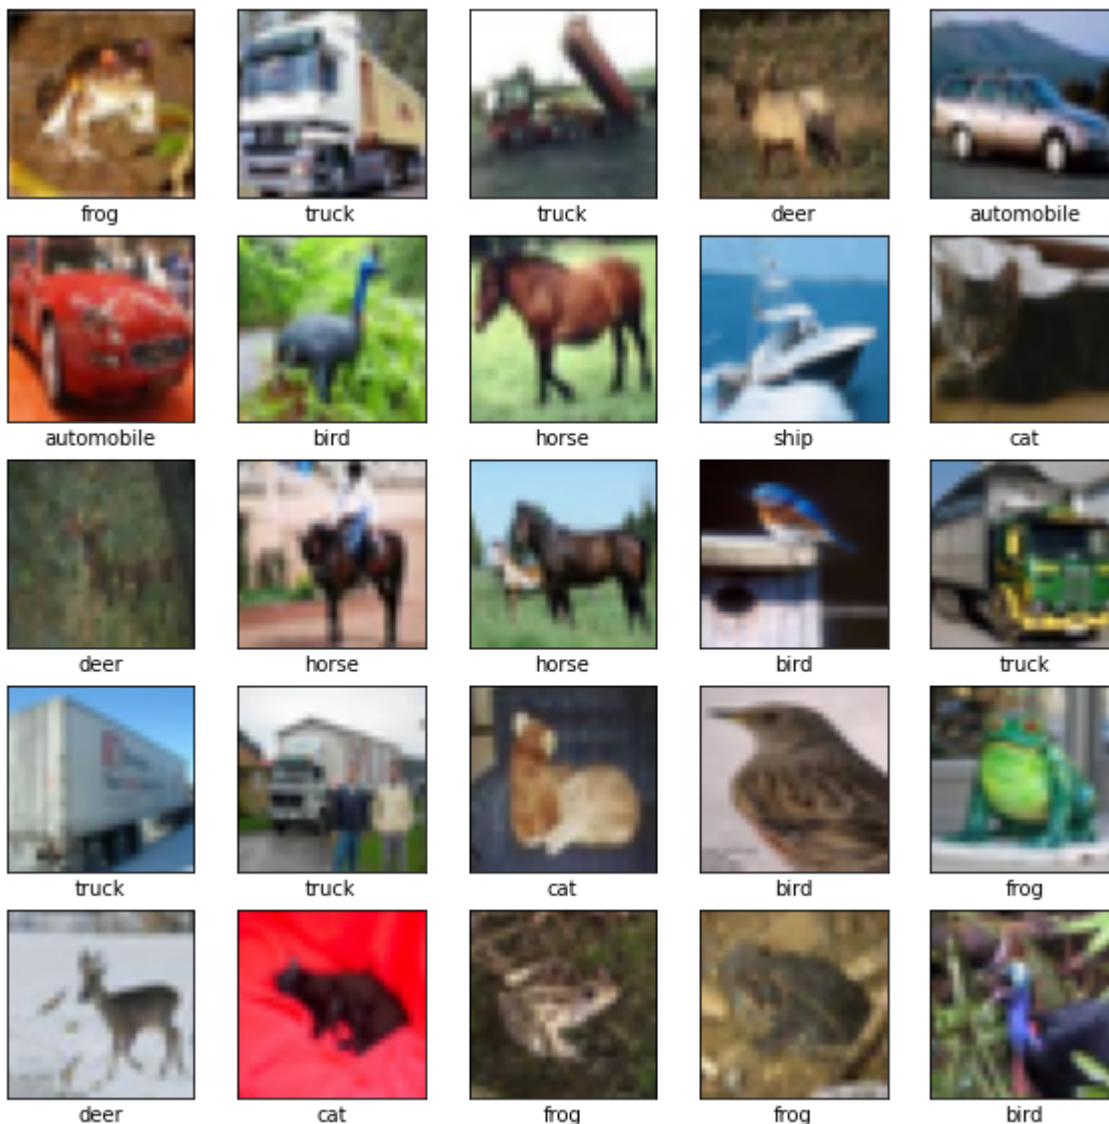 frog truck truck deer automobile
automobile bird horse ship cat
deer horse horse bird truck
truck truck cat bird frog
deer cat frog frog bird